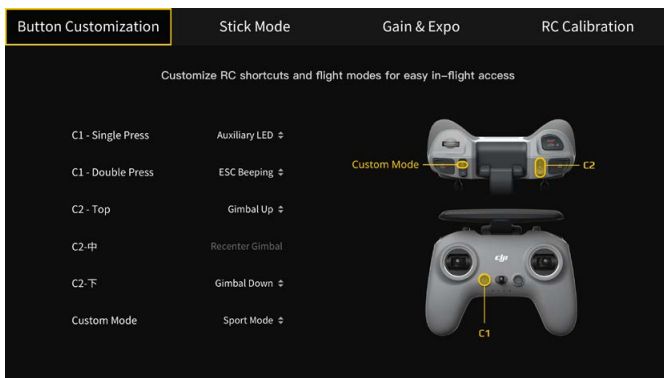 Button Customization
Stick Mode
Gain & Expo
RC Calibration
Customize RC shortcuts and flight modes for easy in-flight access
C1 - Single Press Auxiliary LED
C1 - Double Press ESC Beeping
C2 - Top Gimbal Up
C2-中 Recenter Gimbal
C2-下 Gimbal Down
Custom Mode Sport Mode
Custom Mode
C2
dji
C1